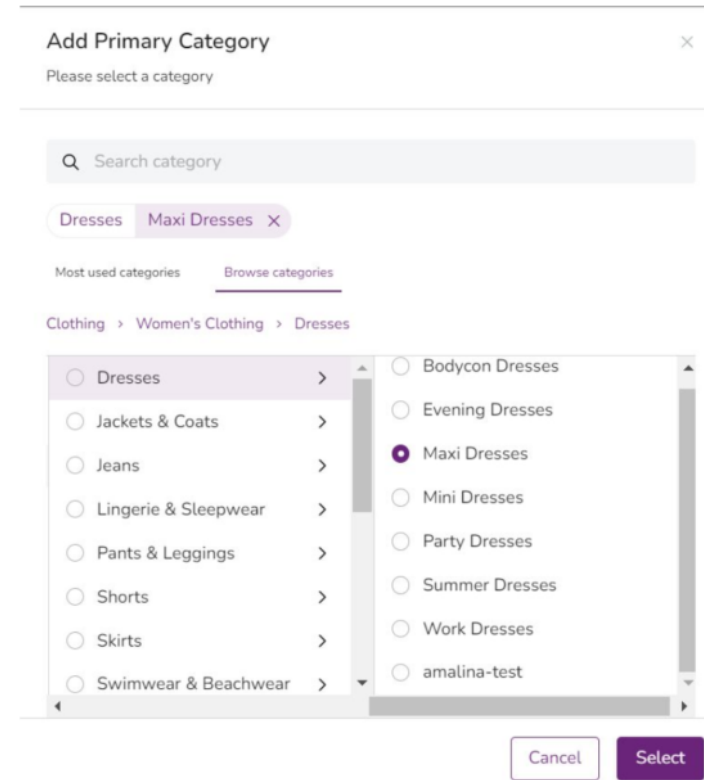 Add Primary Category
Please select a category
Search category
Dresses Maxi Dresses
Most used categories Browse categories
Clothing > Women's Clothing > Dresses
Dresses
Jackets & Coats
Jeans
Lingerie & Sleepwear
Pants & Leggings
Shorts
Skirts
Swimwear & Beachwear
Bodycon Dresses
Evening Dresses
Maxi Dresses
Mini Dresses
Party Dresses
Summer Dresses
Work Dresses
amalina-test
Cancel Select